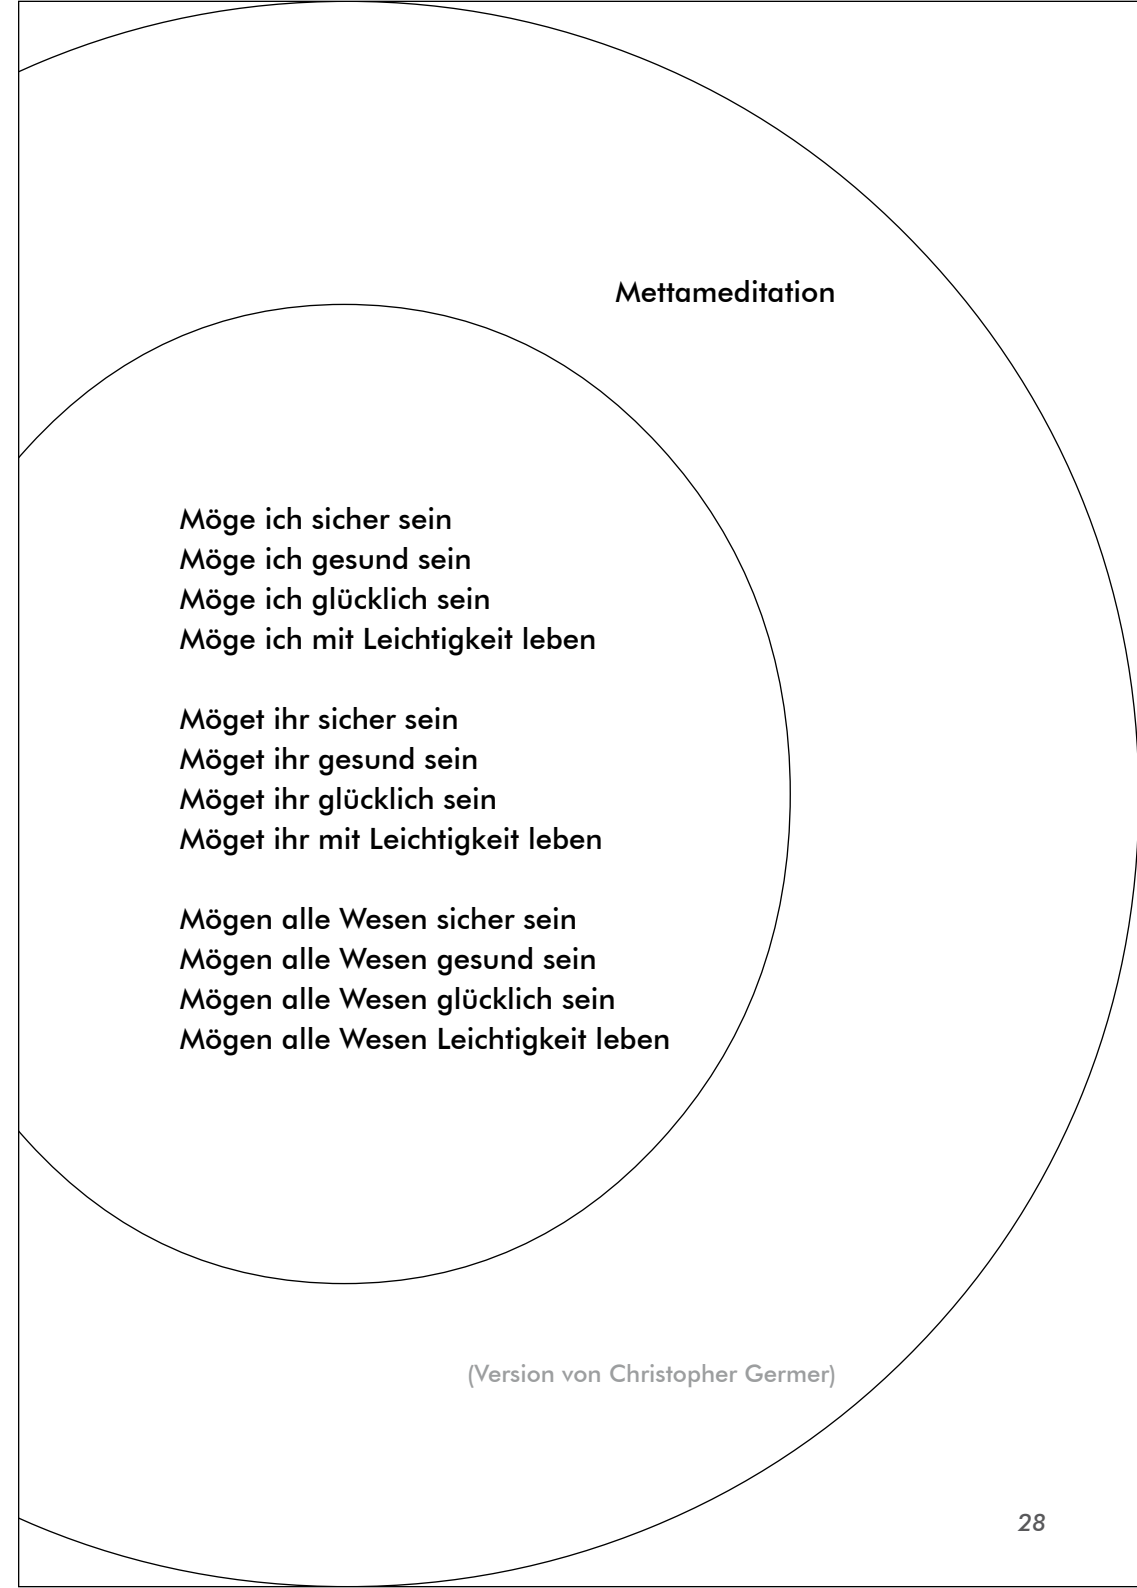 Mettameditation
Möge ich sicher sein
Möge ich gesund sein
Möge ich glücklich sein
Möge ich mit Leichtigkeit leben
Möget ihr sicher sein
Möget ihr gesund sein
Möget ihr glücklich sein
Möget ihr mit Leichtigkeit leben
Mögen alle Wesen sicher sein
Mögen alle Wesen gesund sein
Mögen alle Wesen glücklich sein
Mögen alle Wesen Leichtigkeit leben
(Version von Christopher Germer)
28